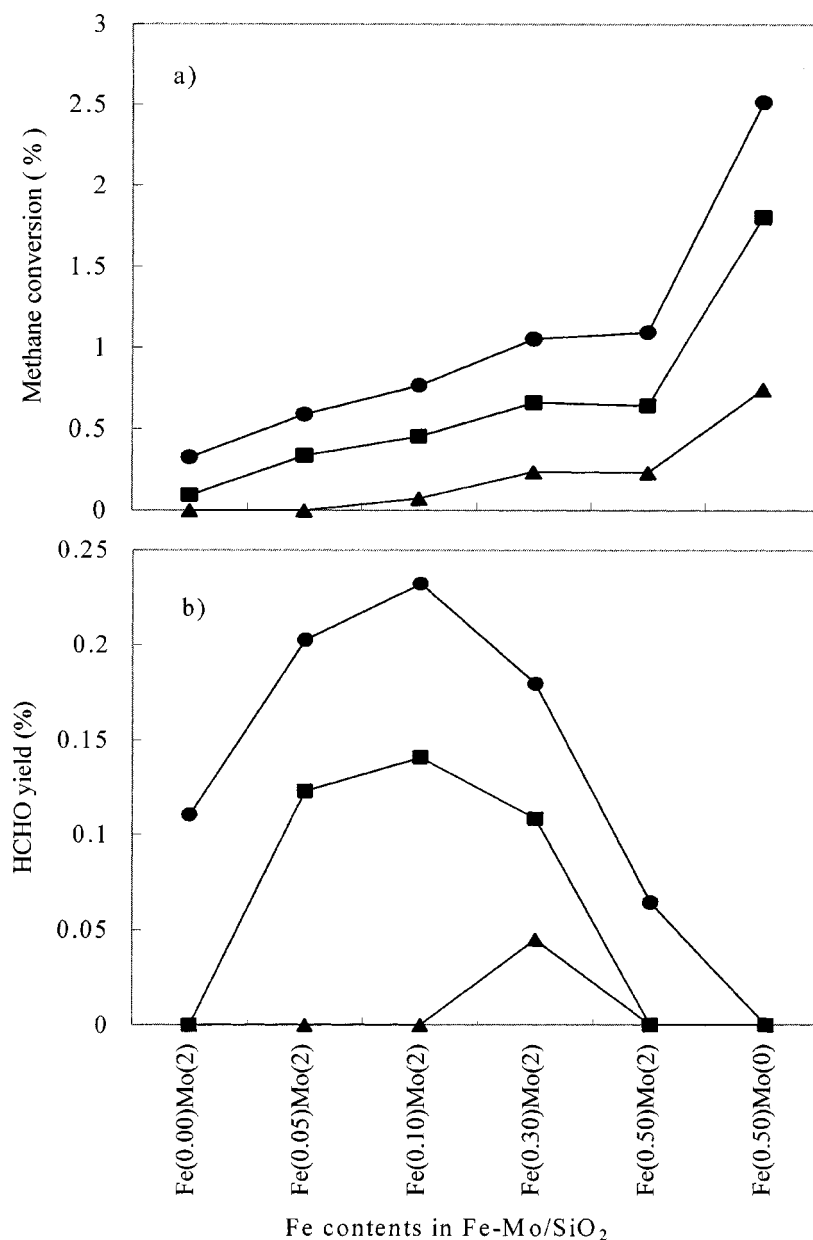 3
2.5
2
1.5
1
0.5
0
a)
Methane conversion ( %)
0.25
0.2
0.15
0.1
0.05
0
b)
HCHO yield (%)
Fe(0.00)Mo(2)
Fe(0.05)Mo(2)
Fe(0.10)Mo(2)
Fe(0.30)Mo(2)
Fe(0.50)Mo(2)
Fe(0.50)Mo(0)
Fe contents in Fe-Mo/SiO₂